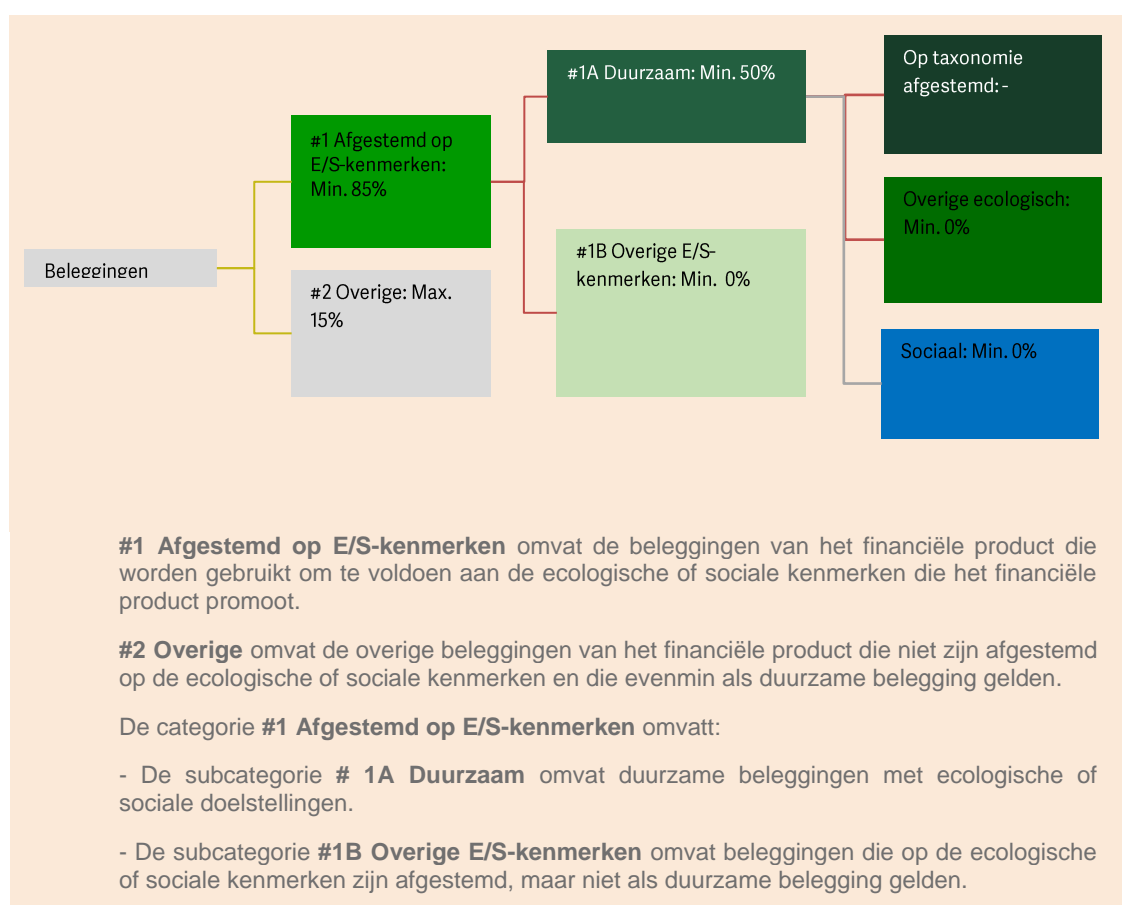 Beleggingen
#1 Afgestemd op
E/S-kenmerken:
Min. 85%
#2 Overige: Max.
15%
#1A Duurzaam: Min. 50%
#1B Overige E/S-
kenmerken: Min. 0%
Op taxonomie
afgestemd: -
Overige ecologisch:
Min. 0%
Sociaal: Min. 0%
#1 Afgestemd op E/S-kenmerken omvat de beleggingen van het financiële product die
worden gebruikt om te voldoen aan de ecologische of sociale kenmerken die het financiële
product promoot.
#2 Overige omvat de overige beleggingen van het financiële product die niet zijn afgestemd
op de ecologische of sociale kenmerken en die evenmin als duurzame belegging gelden.
De categorie #1 Afgestemd op E/S-kenmerken omvatt:
- De subcategorie # 1A Duurzaam omvat duurzame beleggingen met ecologische of
sociale doelstellingen.
- De subcategorie #1B Overige E/S-kenmerken omvat beleggingen die op de ecologische
of sociale kenmerken zijn afgestemd, maar niet als duurzame belegging gelden.